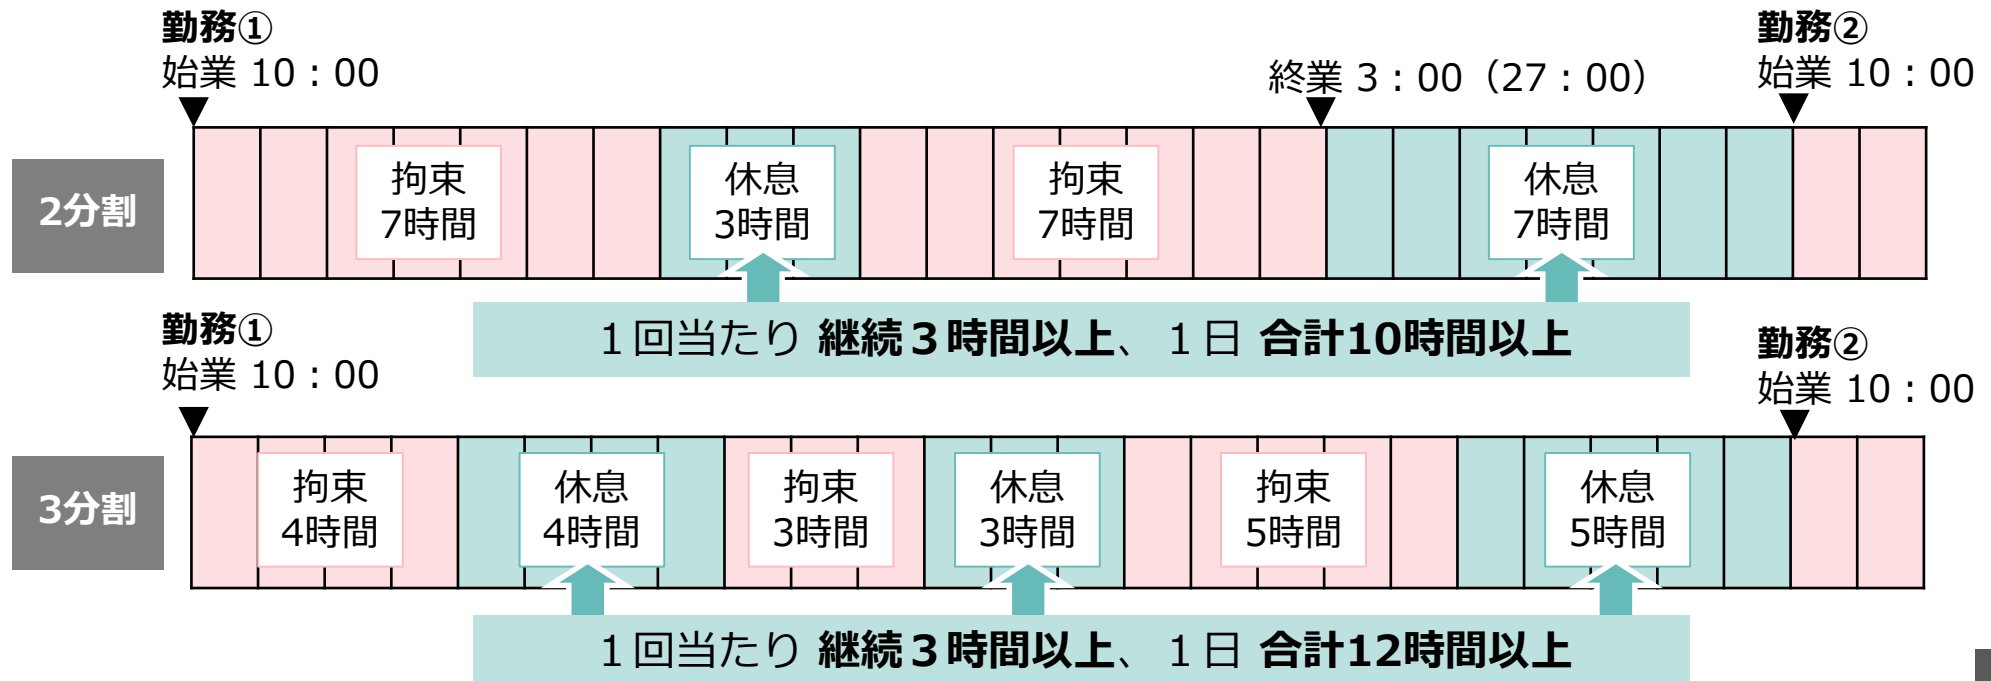 勤務①
始業 10：00
終業 3：00（27：00）
勤務②
始業 10：00
2分割
拘束
7時間
休息
3時間
拘束
7時間
休息
7時間
１回当たり 継続３時間以上、１日 合計10時間以上
勤務①
始業 10：00
勤務②
始業 10：00
3分割
拘束
4時間
休息
4時間
拘束
3時間
休息
3時間
拘束
5時間
休息
5時間
１回当たり 継続３時間以上、１日 合計12時間以上